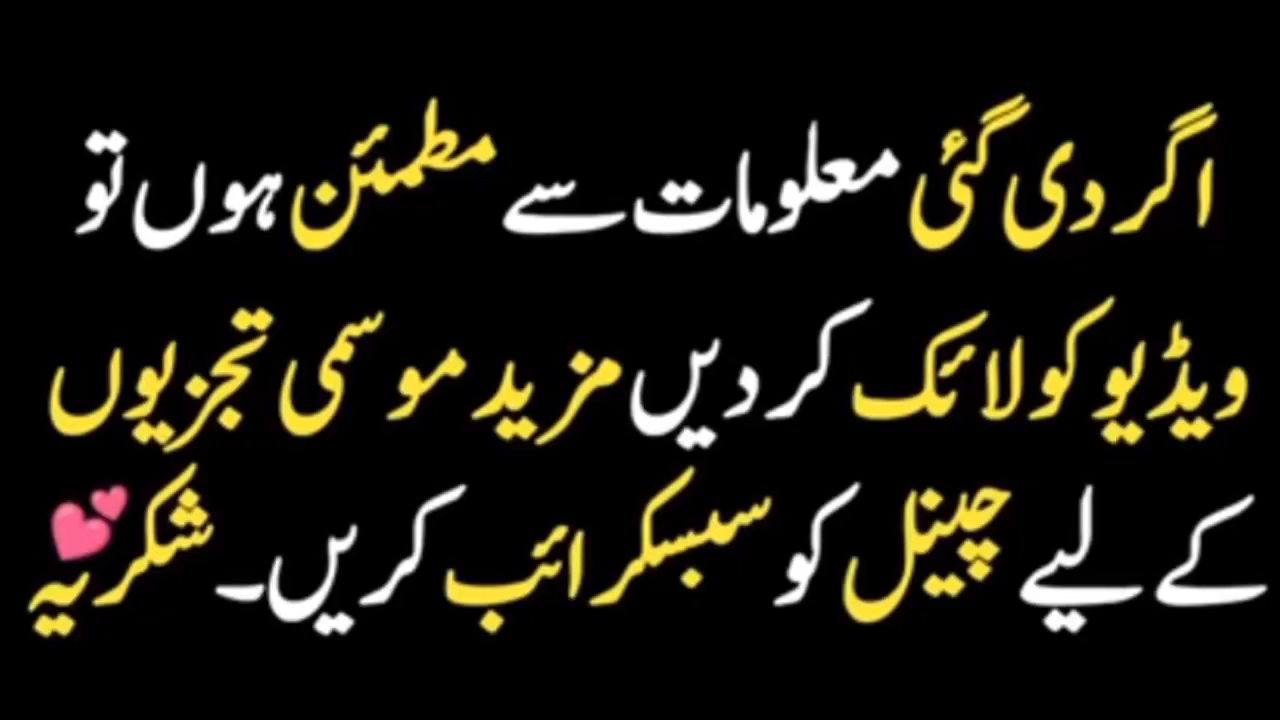 اگر دی گئی معلومات سے مطمئن ہوں تو
ویڈیو کو لائک کر دیں مزید موسمی تجزیوں
کے لیے چینل کو سبسکرائب کریں۔ شکریہ 💕